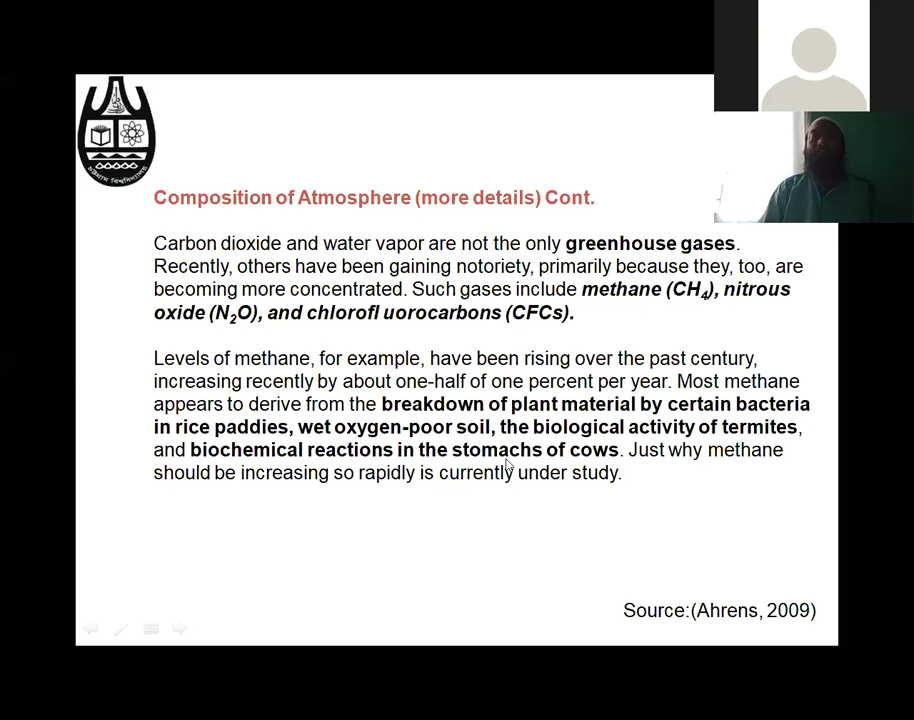 Composition of Atmosphere (more details) Cont.
Carbon dioxide and water vapor are not the only greenhouse gases.
Recently, others have been gaining notoriety, primarily because they, too, are
becoming more concentrated. Such gases include methane (CH4), nitrous
oxide (N2O), and chlorofl uorocarbons (CFCs).
Levels of methane, for example, have been rising over the past century,
increasing recently by about one-half of one percent per year. Most methane
appears to derive from the breakdown of plant material by certain bacteria
in rice paddies, wet oxygen-poor soil, the biological activity of termites,
and biochemical reactions in the stomachs of cows. Just why methane
should be increasing so rapidly is currently under study.
Source:(Ahrens, 2009)